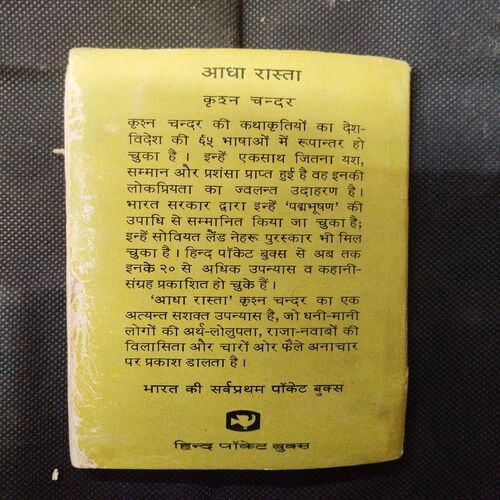 आधा रास्ता
कृश्न चन्दर
कृश्न चन्दर की कथाकृतियों का देश-
विदेश की ६५ भाषाओं में रूपान्तर हो
चुका है । इन्हें एकसाथ जितना यश,
सम्मान और प्रशंसा प्राप्त हुई है वह इनकी
लोकप्रियता का ज्वलन्त उदाहरण है।
भारत सरकार द्वारा इन्हें 'पद्मभूषण' की
उपाधि से सम्मानित किया जा चुका है;
इन्हें सोवियत लैंड नेहरू पुरस्कार भी मिल
चुका है । हिन्द पॉकेट बुक्स से अब तक
इनके २० से अधिक उपन्यास व कहानी-
संग्रह प्रकाशित हो चुके हैं ।
'आधा रास्ता' कृश्न चन्दर का एक
अत्यन्त सशक्त उपन्यास है, जो धनी-मानी
लोगों की अर्थ-लोलुपता, राजा-नवाबों की
विलासिता और चारों ओर फैले अनाचार
पर प्रकाश डालता है ।
भारत की सर्वप्रथम पॉकेट बुक्स
हिन्द पॉकेट बुक्स